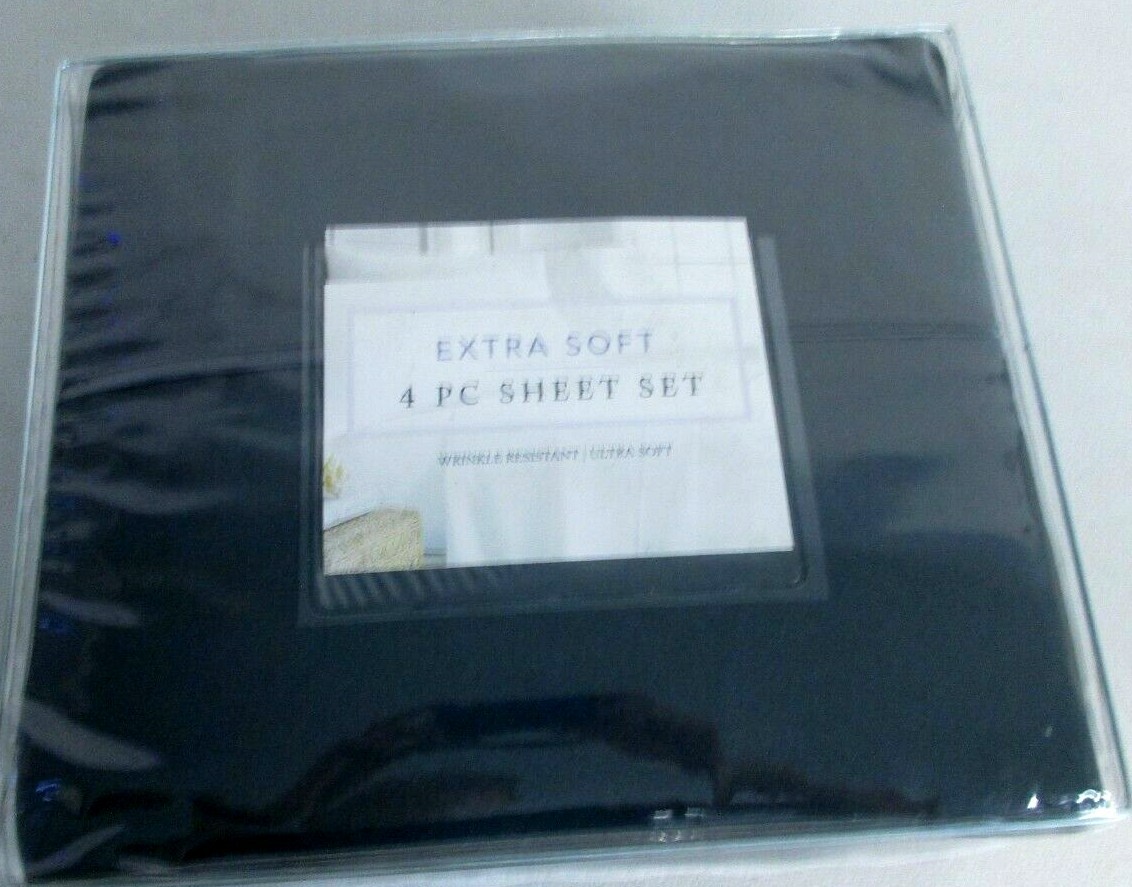 EXTRA SOFT
4 PC SHEET SET
WRINKLE RESISTANT | ULTRA SOFT